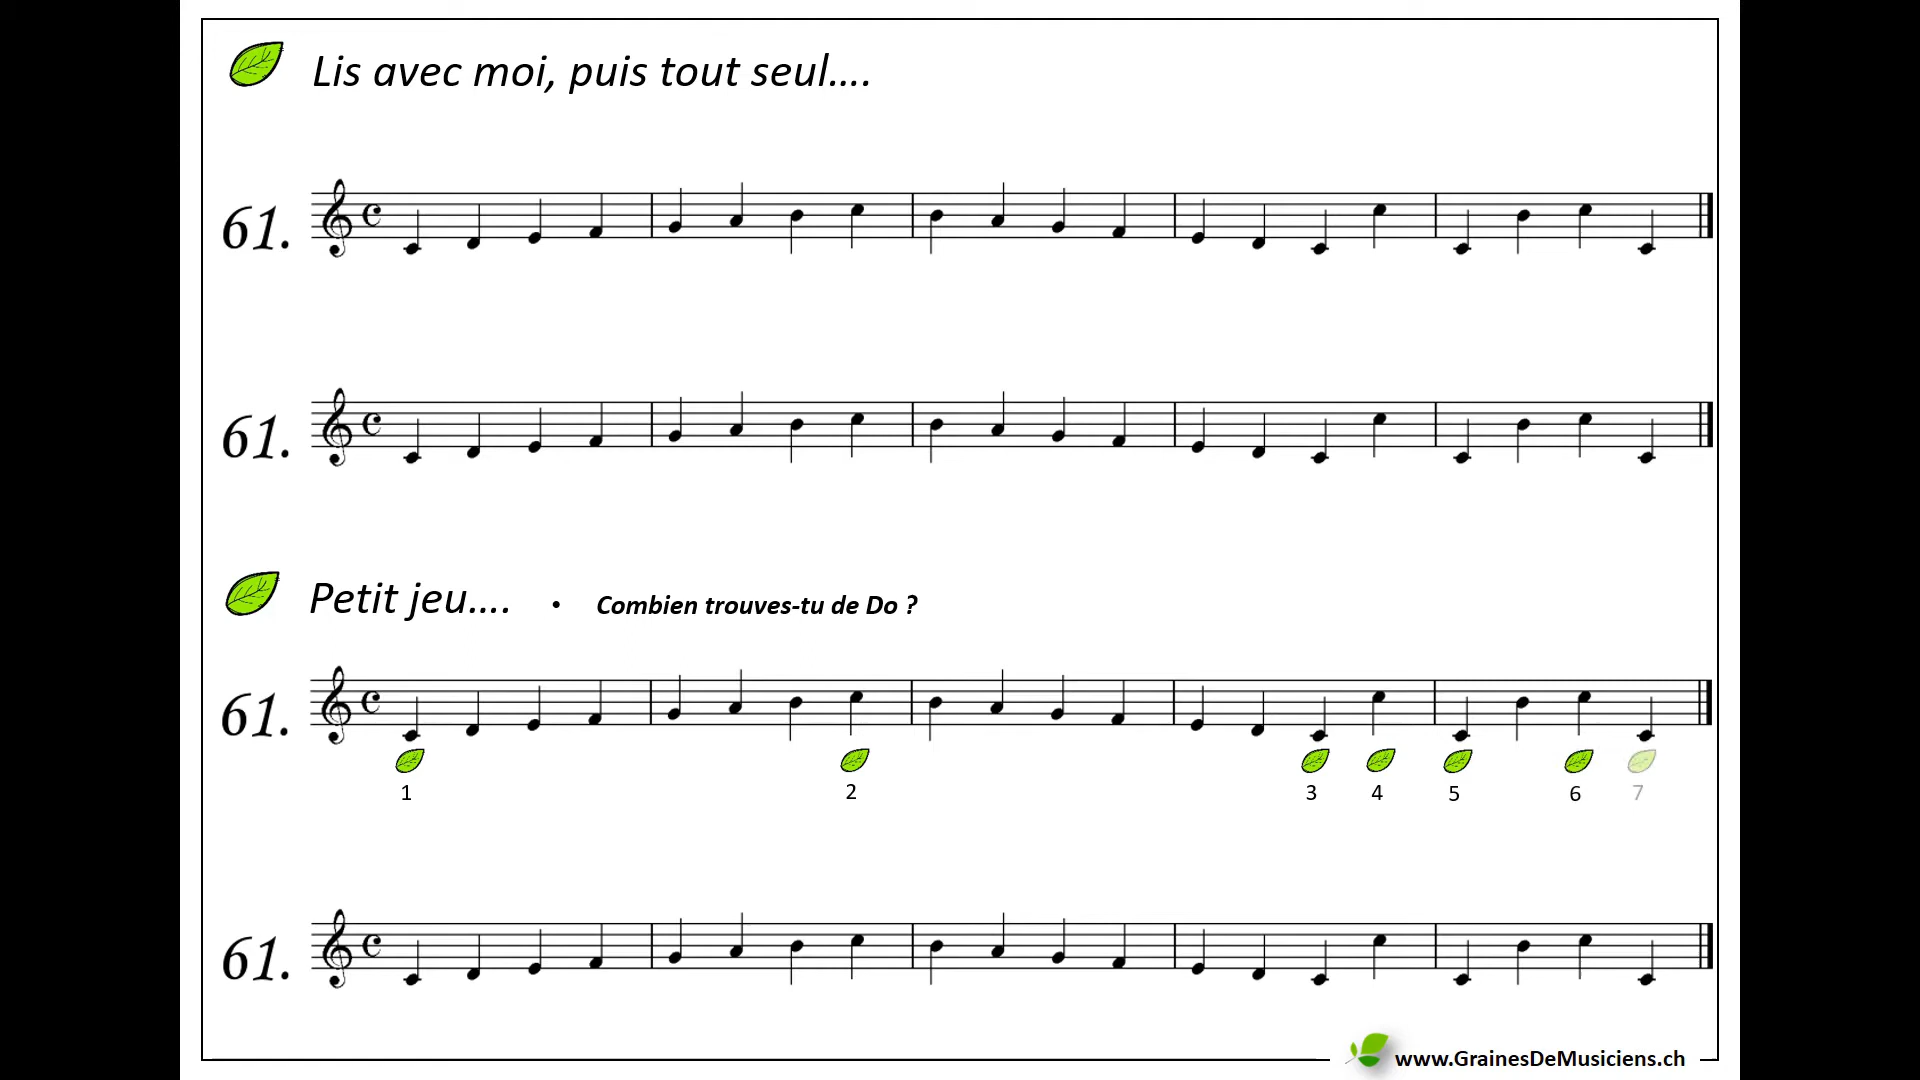 Lis avec moi, puis tout seul....
61.
61.
Petit jeu.... • Combien trouves-tu de Do ?
61.
1 2 3 4 5 6 7
61.
www.GrainesDeMusiciens.ch